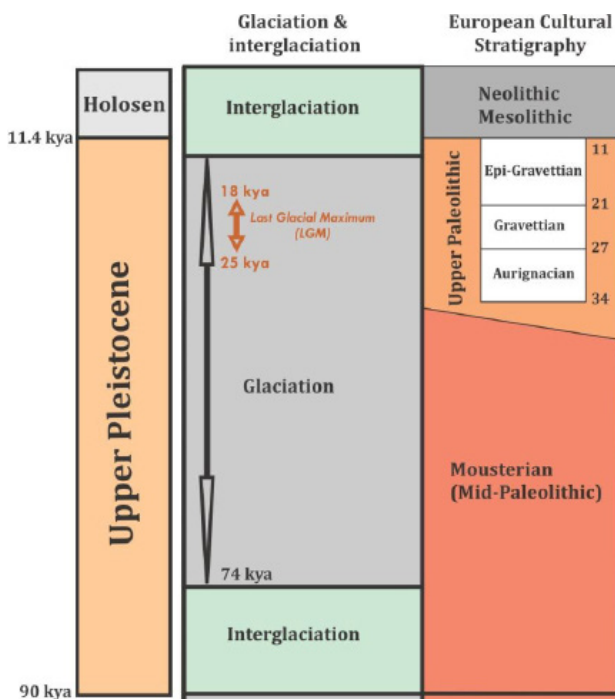 Glaciation &
interglaciation
European Cultural
Stratigraphy
Holosen
Interglaciation
Neolithic
Mesolithic
11.4 kya
Upper Pleistocene
18 kya
Last Glacial Maximum
(LGM)
25 kya
Glaciation
74 kya
Upper Paleolithic
Epi-Gravettian
11
21
Gravettian
27
Aurignacian
34
Mousterian
(Mid-Paleolithic)
Interglaciation
90 kya